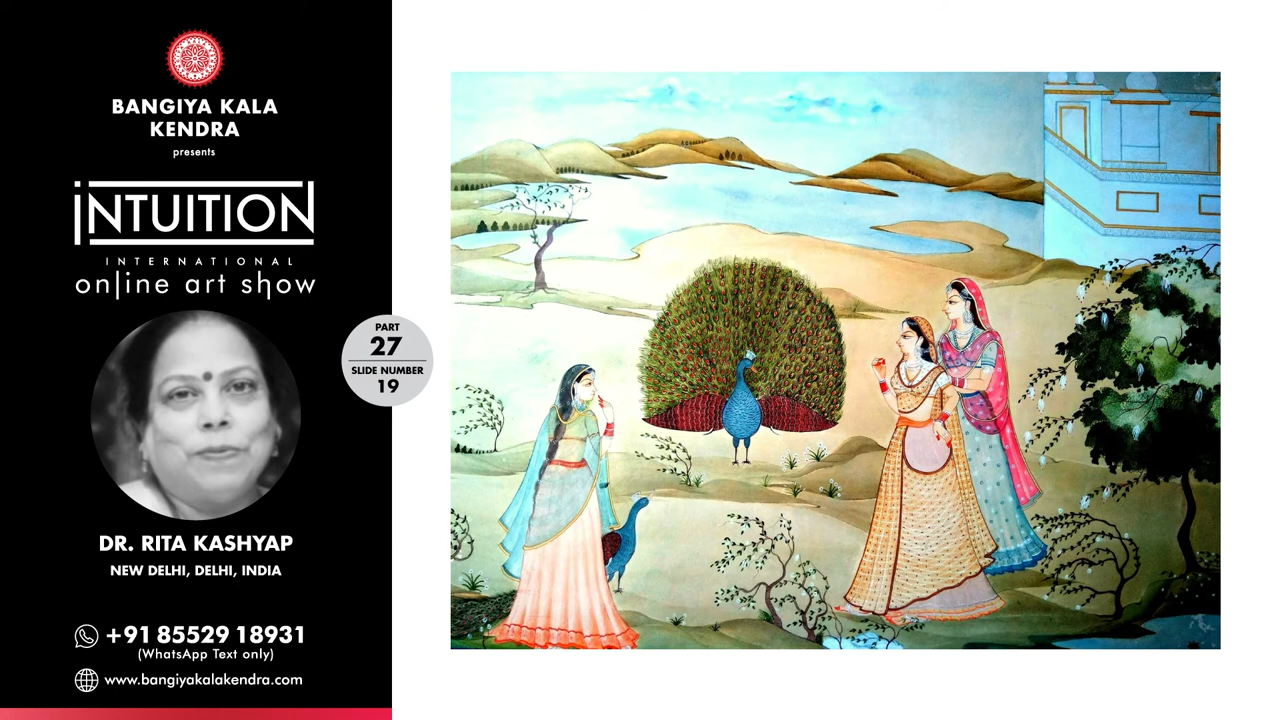 BANGIYA KALA
KENDRA
presents
iNTUITION
INTERNATIONAL
online art show
PART
27
SLIDE NUMBER
19
DR. RITA KASHYAP
NEW DELHI, DELHI, INDIA
+91 85529 18931
(WhatsApp Text only)
www.bangiyakalakendra.com